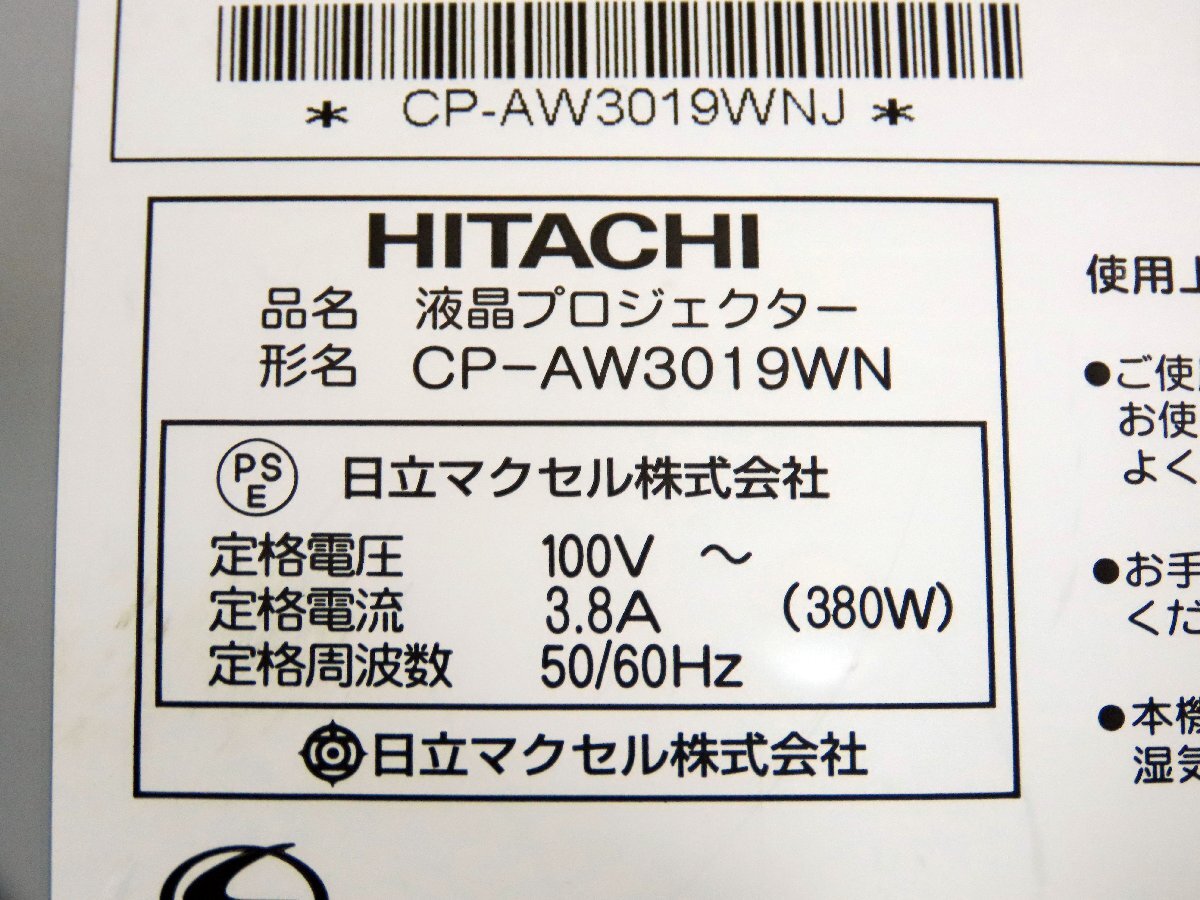 * CP-AW3019WNJ *
HITACHI
品名 液晶プロジェクター
形名 CP-AW3019WN
PSE 日立マクセル株式会社
定格電圧 100V ～
定格電流 3.8A (380W)
定格周波数 50/60Hz
日立マクセル株式会社
使用上
●ご使用
お使
よく
●お手
くだ
●本機
湿気